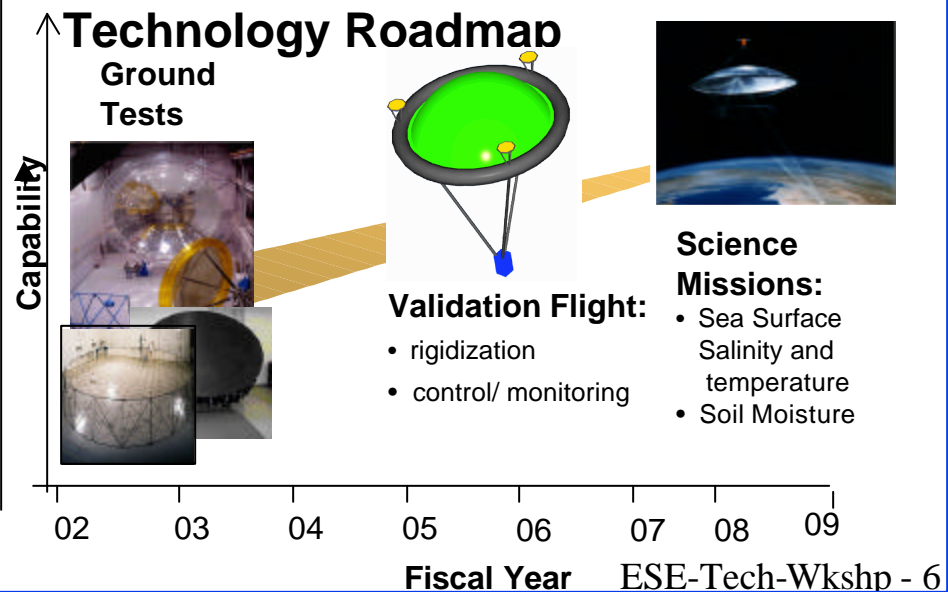 Technology Roadmap
Ground
Tests
Capability
Validation Flight:
• rigidization
• control/ monitoring
Science
Missions:
• Sea Surface
Salinity and
temperature
• Soil Moisture
02 03 04 05 06 07 08 09
Fiscal Year
ESE-Tech-Wkshp - 6